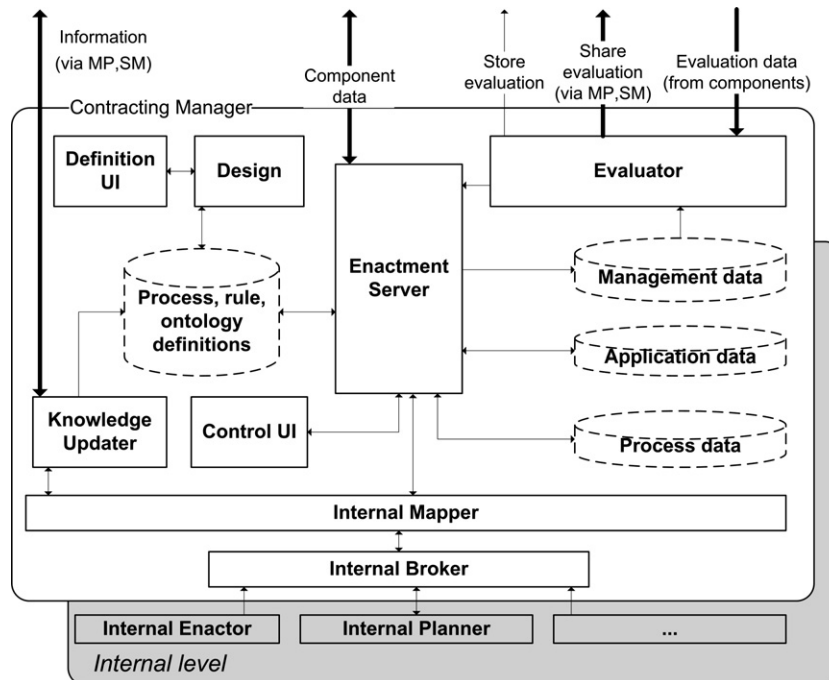 Information
(via MP,SM)
Component
data
Store
evaluation
Share
evaluation
(via MP,SM)
Evaluation data
(from components)
Contracting Manager
Definition
UI
Design
Evaluator
Enactment
Server
Process, rule,
ontology
definitions
Management data
Application data
Knowledge
Updater
Control UI
Process data
Internal Mapper
Internal Broker
Internal Enactor
Internal Planner
...
Internal level